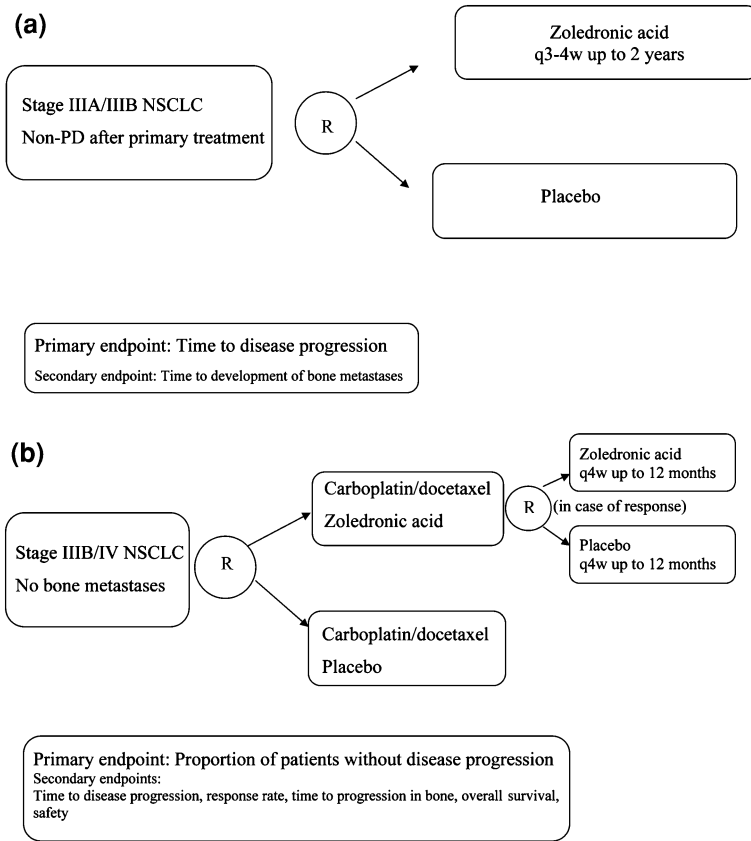 (a)
Zoledronic acid
q3-4w up to 2 years
Stage IIIA/IIIB NSCLC
Non-PD after primary treatment
R
Placebo
Primary endpoint: Time to disease progression
Secondary endpoint: Time to development of bone metastases
(b)
Zoledronic acid
q4w up to 12 months
Carboplatin/docetaxel
Zoledronic acid
R
(in case of response)
Stage IIIB/IV NSCLC
No bone metastases
R
Placebo
q4w up to 12 months
Carboplatin/docetaxel
Placebo
Primary endpoint: Proportion of patients without disease progression
Secondary endpoints:
Time to disease progression, response rate, time to progression in bone, overall survival,
safety